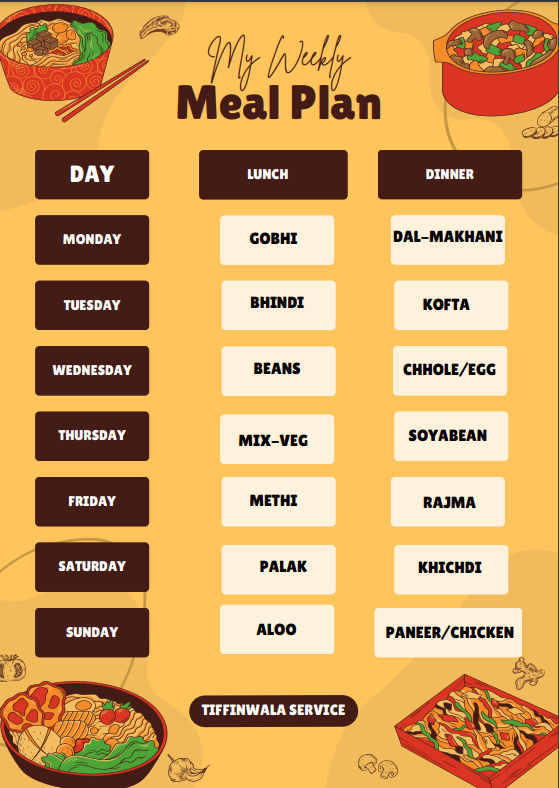 My Weekly
Meal Plan
DAY LUNCH DINNER
MONDAY GOBHI DAL-MAKHANI
TUESDAY BHINDI KOFTA
WEDNESDAY BEANS CHHOLE/EGG
THURSDAY MIX-VEG SOYABEAN
FRIDAY METHI RAJMA
SATURDAY PALAK KHICHDI
SUNDAY ALOO PANEER/CHICKEN
TIFFINWALA SERVICE